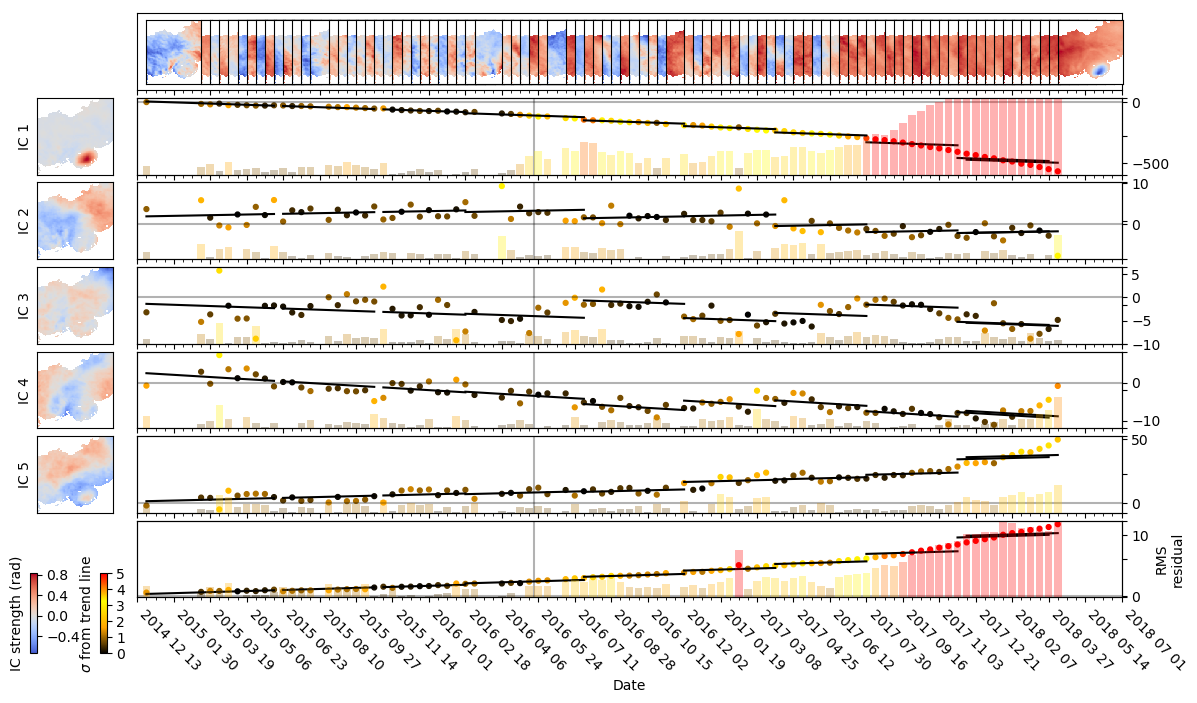 IC 1
0
−500
IC 2
10
0
IC 3
5
0
−5
−10
IC 4
0
−10
IC 5
50
0
10
0
RMS
residual
IC strength (rad)
0.8
0.4
0.0
−0.4
σ from trend line
5
4
3
2
1
0
2014 12 13
2015 01 30
2015 03 19
2015 05 06
2015 06 23
2015 08 10
2015 09 27
2015 11 14
2016 01 01
2016 02 18
2016 04 06
2016 05 24
2016 07 11
2016 08 28
2016 10 15
2016 12 02
2017 01 19
2017 03 08
2017 04 25
2017 06 12
2017 07 30
2017 09 16
2017 11 03
2017 12 21
2018 02 07
2018 03 27
2018 05 14
2018 07 01
Date